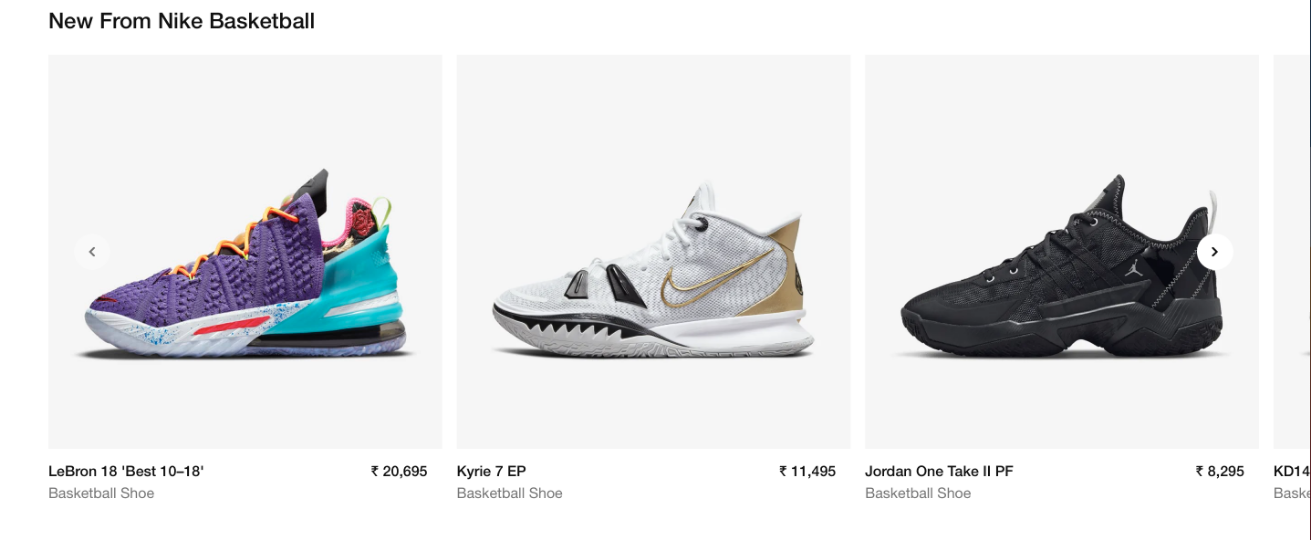 New From Nike Basketball
LeBron 18 'Best 10–18' ₹ 20,695
Basketball Shoe
Kyrie 7 EP ₹ 11,495
Basketball Shoe
Jordan One Take II PF ₹ 8,295
Basketball Shoe
KD14